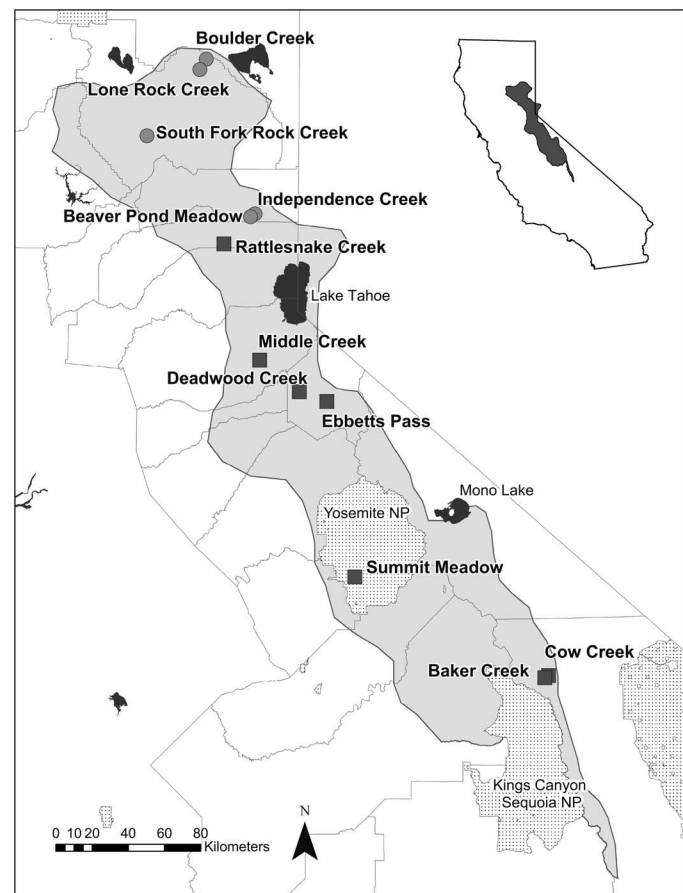 Boulder Creek
Lone Rock Creek
South Fork Rock Creek
Independence Creek
Beaver Pond Meadow
Rattlesnake Creek
Lake Tahoe
Middle Creek
Deadwood Creek
Ebbetts Pass
Mono Lake
Yosemite NP
Summit Meadow
Cow Creek
Baker Creek
Kings Canyon
Sequoia NP
N
0 10 20 40 60 80
Kilometers